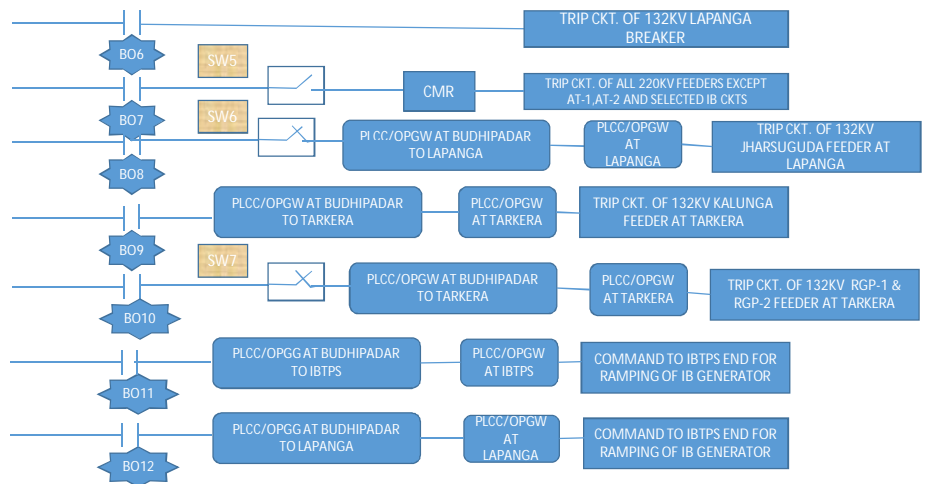 TRIP CKT. OF 132KV LAPANGA
BREAKER
BO6
SW5
CMR
TRIP CKT. OF ALL 220KV FEEDERS EXCEPT
AT-1,AT-2 AND SELECTED IB CKTS
BO7
SW6
PLCC/OPGW AT BUDHIPADAR
TO LAPANGA
PLCC/OPGW
AT
LAPANGA
TRIP CKT. OF 132KV
JHARSUGUDA FEEDER AT
LAPANGA
BO8
PLCC/OPGW AT BUDHIPADAR
TO TARKERA
PLCC/OPGW
AT TARKERA
TRIP CKT. OF 132KV KALUNGA
FEEDER AT TARKERA
BO9
SW7
PLCC/OPGW AT BUDHIPADAR
TO TARKERA
PLCC/OPGW
AT TARKERA
TRIP CKT. OF 132KV RGP-1 &
RGP-2 FEEDER AT TARKERA
BO10
PLCC/OPGG AT BUDHIPADAR
TO IBTPS
PLCC/OPGW
AT IBTPS
COMMAND TO IBTPS END FOR
RAMPING OF IB GENERATOR
BO11
PLCC/OPGG AT BUDHIPADAR
TO LAPANGA
PLCC/OPGW
AT
LAPANGA
COMMAND TO IBTPS END FOR
RAMPING OF IB GENERATOR
BO12